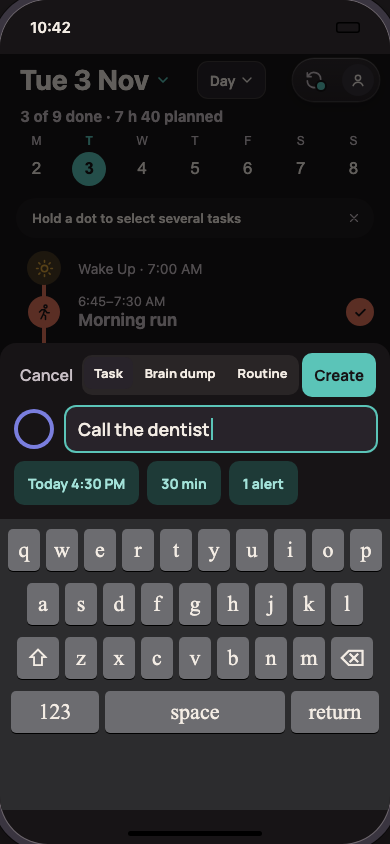 10:42
Tue 3 Nov
Day
3 of 9 done · 7 h 40 planned
M T W T F S S
2 3 4 5 6 7 8
Hold a dot to select several tasks
Wake Up · 7:00 AM
6:45–7:30 AM
Morning run
Cancel Task Brain dump Routine Create
Call the dentist
Today 4:30 PM 30 min 1 alert
q w e r t y u i o p
a s d f g h j k l
z x c v b n m
123 space return